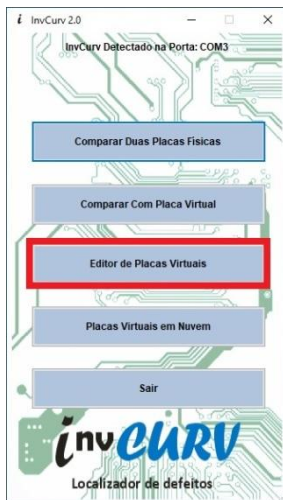 i InvCurv 2.0
InvCurv Detectado na Porta: COM3
Comparar Duas Placas Físicas
Comparar Com Placa Virtual
Editor de Placas Virtuais
Placas Virtuais em Nuvem
Sair
invCURV
Localizador de defeitos